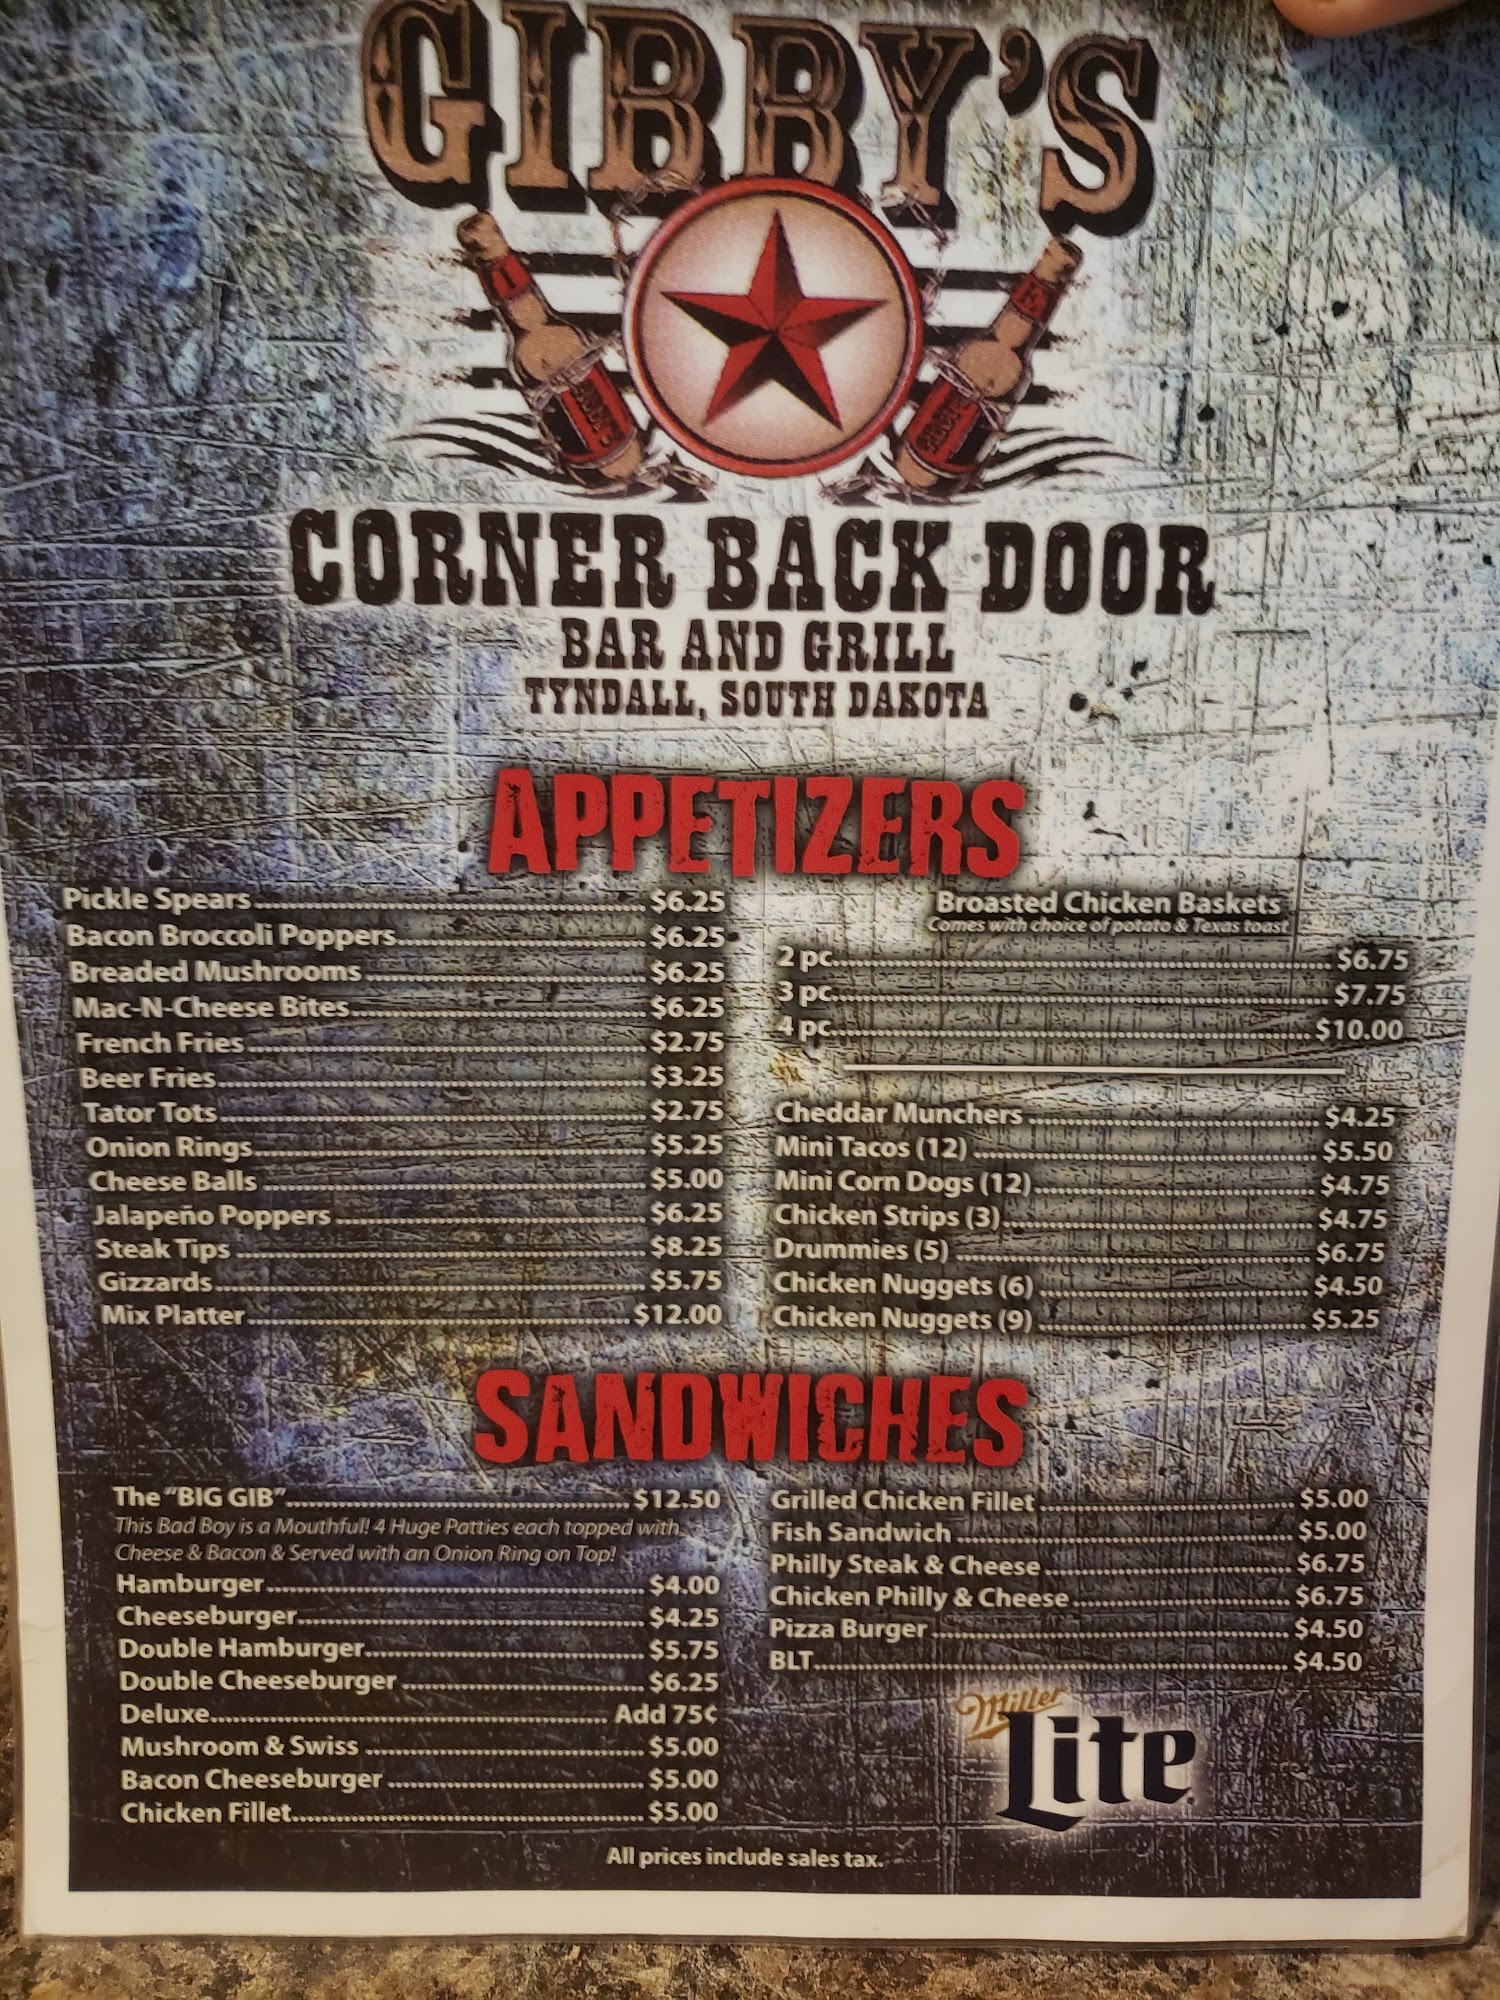 GIBBY'S
CORNER BACK DOOR
BAR AND GRILL
TYNDALL, SOUTH DAKOTA
APPETIZERS
Pickle Spears $6.25
Bacon Broccoli Poppers $6.25
Breaded Mushrooms $6.25
Mac-N-Cheese Bites $6.25
French Fries $2.75
Beer Fries $3.25
Tator Tots $2.75
Onion Rings $5.25
Cheese Balls $5.00
Jalapeño Poppers $6.25
Steak Tips $8.25
Gizzards $5.75
Mix Platter $12.00
Broasted Chicken Baskets
Comes with choice of potato & Texas toast
2 pc $6.75
3 pc $7.75
4 pc $10.00
Cheddar Munchers $4.25
Mini Tacos (12) $5.50
Mini Corn Dogs (12) $4.75
Chicken Strips (3) $4.75
Drummies (5) $6.75
Chicken Nuggets (6) $4.50
Chicken Nuggets (9) $5.25
SANDWICHES
The "BIG GIB" $12.50
This Bad Boy is a Mouthful! 4 Huge Patties each topped with
Cheese & Bacon & Served with an Onion Ring on Top!
Hamburger $4.00
Cheeseburger $4.25
Double Hamburger $5.75
Double Cheeseburger $6.25
Deluxe Add 75¢
Mushroom & Swiss $5.00
Bacon Cheeseburger $5.00
Chicken Fillet $5.00
Grilled Chicken Fillet $5.00
Fish Sandwich $5.00
Philly Steak & Cheese $6.75
Chicken Philly & Cheese $6.75
Pizza Burger $4.50
BLT $4.50
Miller
Lite
All prices include sales tax.